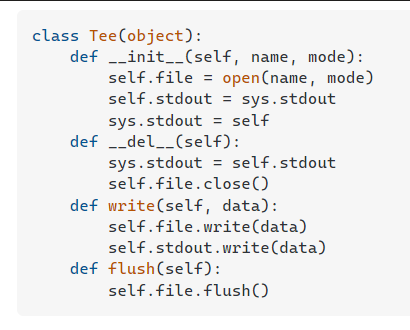 class Tee(object):
    def __init__(self, name, mode):
        self.file = open(name, mode)
        self.stdout = sys.stdout
        sys.stdout = self
    def __del__(self):
        sys.stdout = self.stdout
        self.file.close()
    def write(self, data):
        self.file.write(data)
        self.stdout.write(data)
    def flush(self):
        self.file.flush()